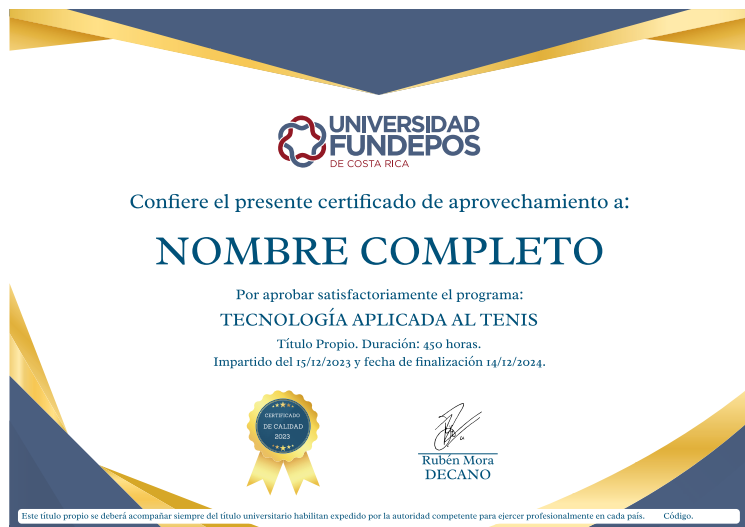 UNIVERSIDAD
FUNDEPOS
DE COSTA RICA
Confiere el presente certificado de aprovechamiento a:
NOMBRE COMPLETO
Por aprobar satisfactoriamente el programa:
TECNOLOGÍA APLICADA AL TENIS
Título Propio. Duración: 450 horas.
Impartido del 15/12/2023 y fecha de finalización 14/12/2024.
CERTIFICADO
DE CALIDAD
2023
Rubén Mora
DECANO
Este título propio se deberá acompañar siempre del título universitario habilitan expedido por la autoridad competente para ejercer profesionalmente en cada país. Código.